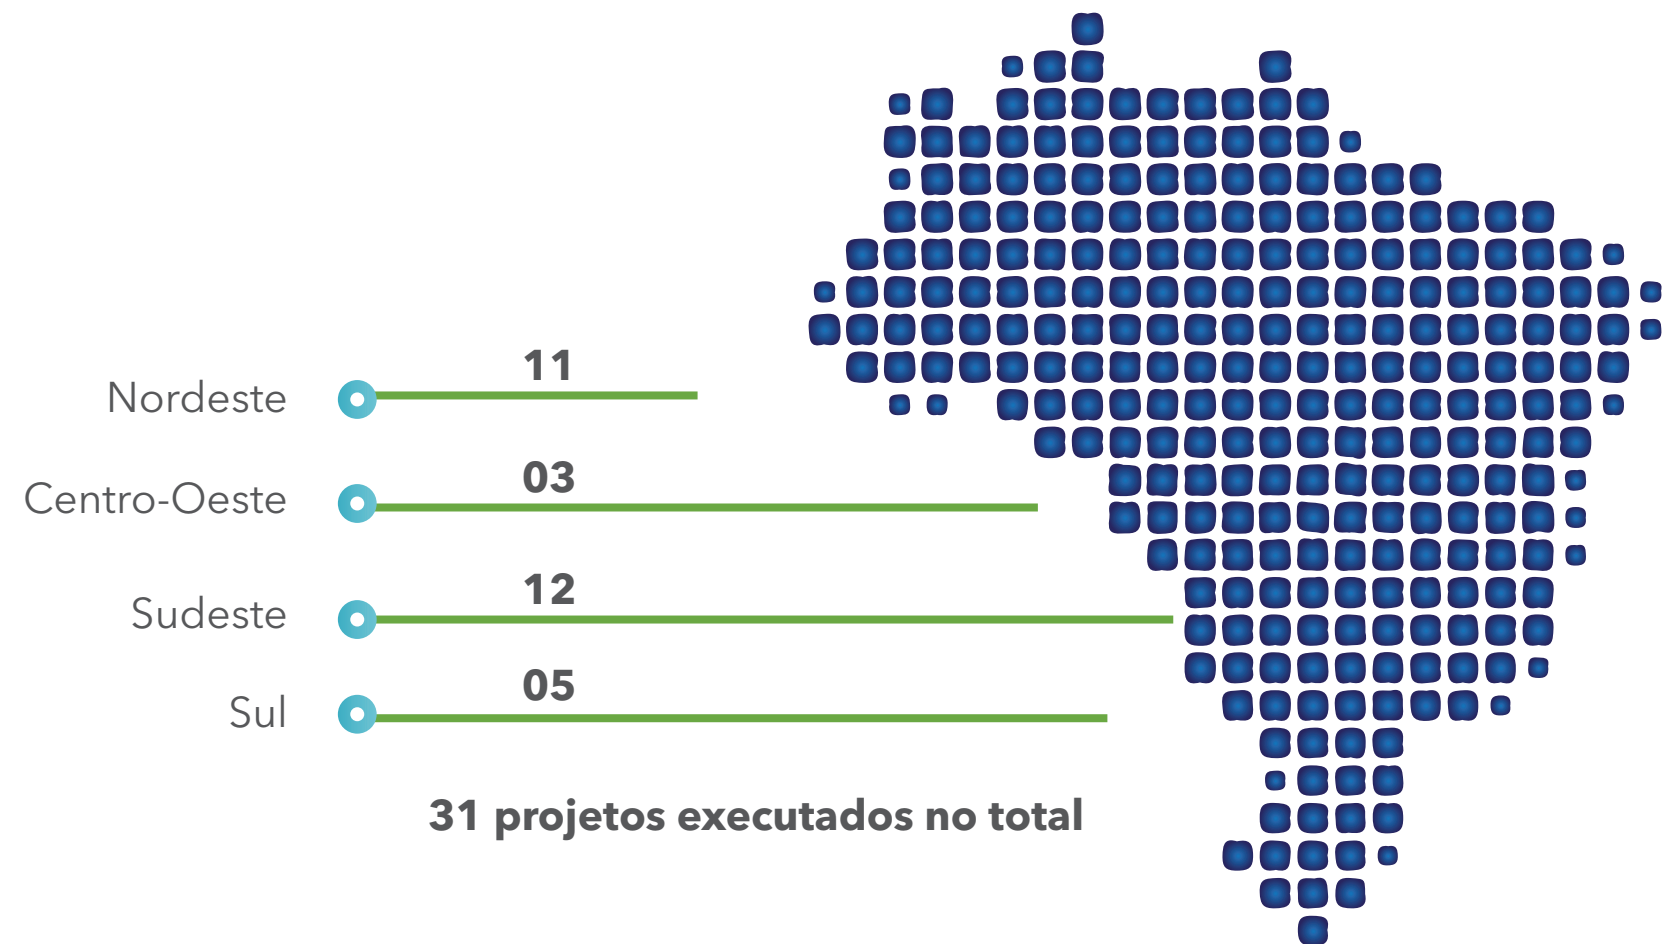 Nordeste
11
Centro-Oeste
03
Sudeste
12
Sul
05
31 projetos executados no total